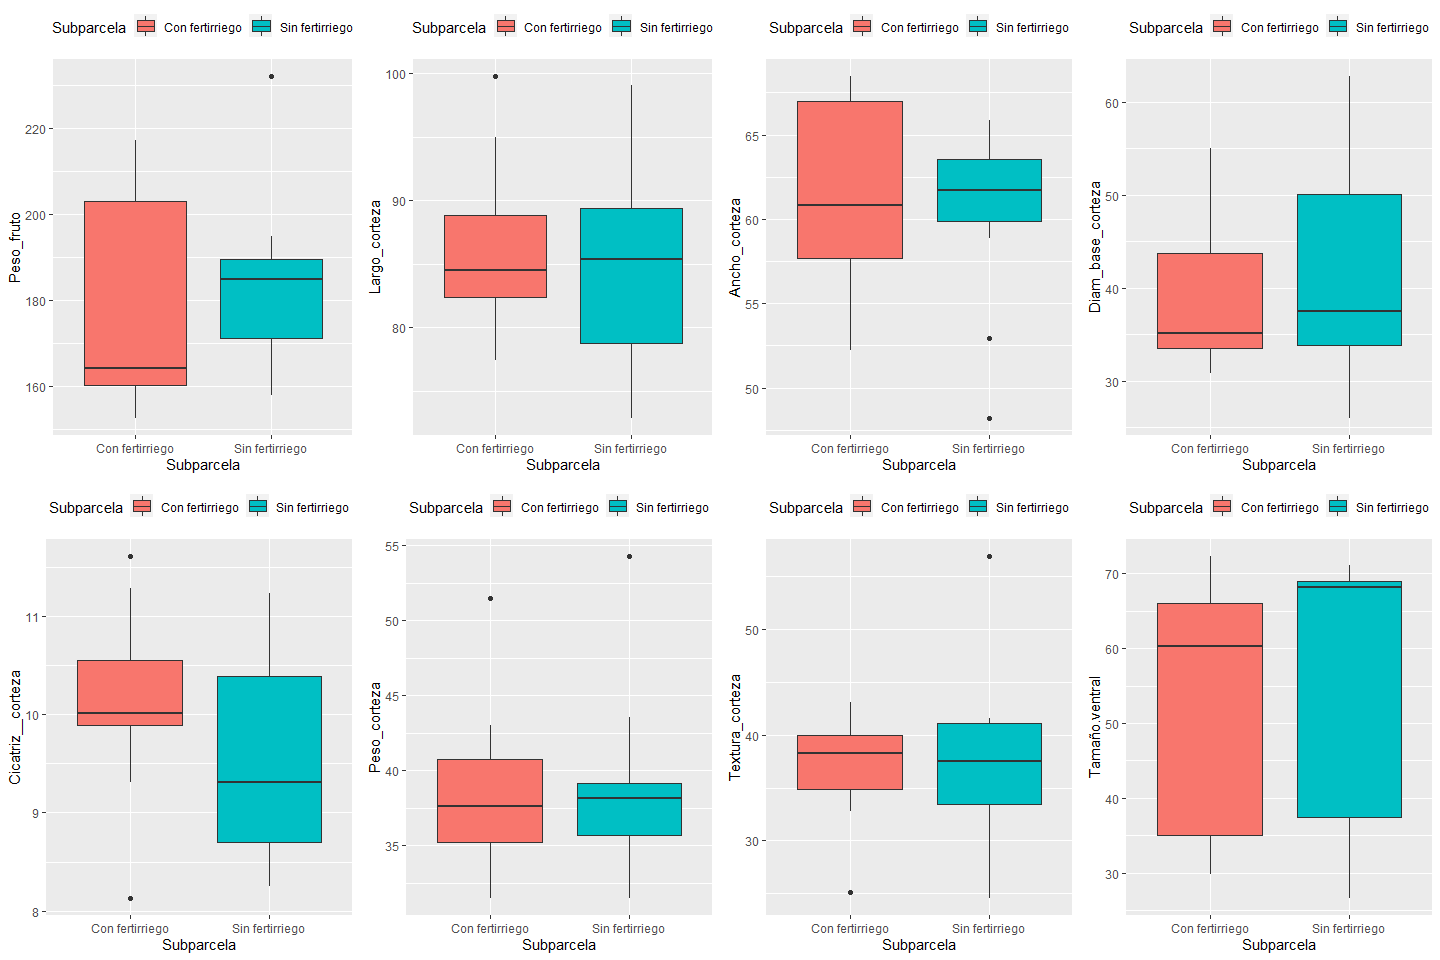 Subparcela Con fertirriego Sin fertirriego
Peso_fruto
220
200
180
160
Con fertirriego Sin fertirriego
Subparcela
Subparcela Con fertirriego Sin fertirriego
Largo_corteza
100
90
80
Con fertirriego Sin fertirriego
Subparcela
Subparcela Con fertirriego Sin fertirriego
Ancho_corteza
65
60
55
50
Con fertirriego Sin fertirriego
Subparcela
Subparcela Con fertirriego Sin fertirriego
Diam_base_corteza
60
50
40
30
Con fertirriego Sin fertirriego
Subparcela
Subparcela Con fertirriego Sin fertirriego
Cicatriz__corteza
11
10
9
8
Con fertirriego Sin fertirriego
Subparcela
Subparcela Con fertirriego Sin fertirriego
Peso_corteza
55
50
45
40
35
Con fertirriego Sin fertirriego
Subparcela
Subparcela Con fertirriego Sin fertirriego
Textura_corteza
50
40
30
Con fertirriego Sin fertirriego
Subparcela
Subparcela Con fertirriego Sin fertirriego
Tamaño.ventral
70
60
50
40
30
Con fertirriego Sin fertirriego
Subparcela